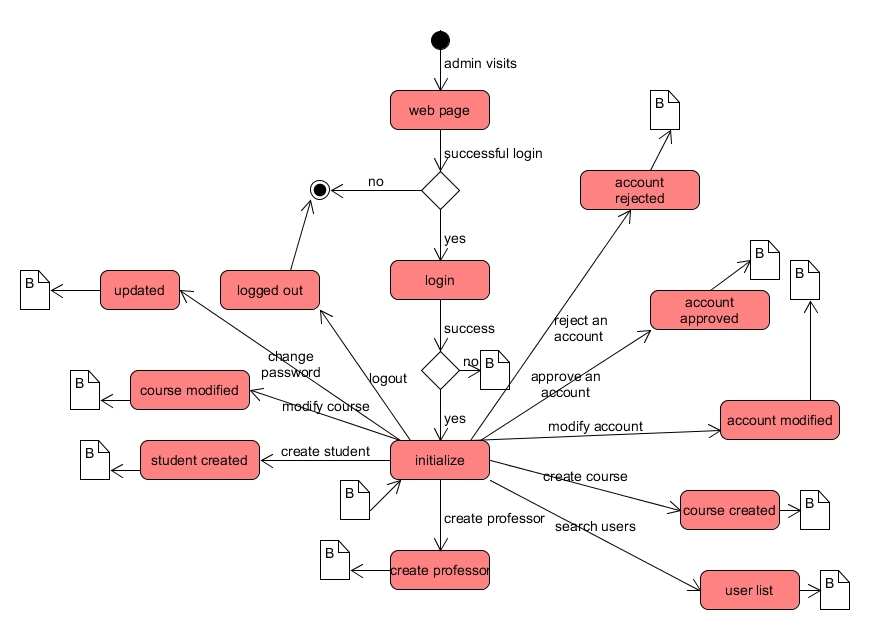 admin visits
web page
B
successful login
account
rejected
no
yes
B
B
B
updated
logged out
login
account
approved
success
reject an
account
change
password
no
B
logout
approve an
account
B
course modified
modify course
yes
modify account
account modified
B
student created
create student
initialize
create course
B
B
course created
create professor
search users
B
create professor
user list
B